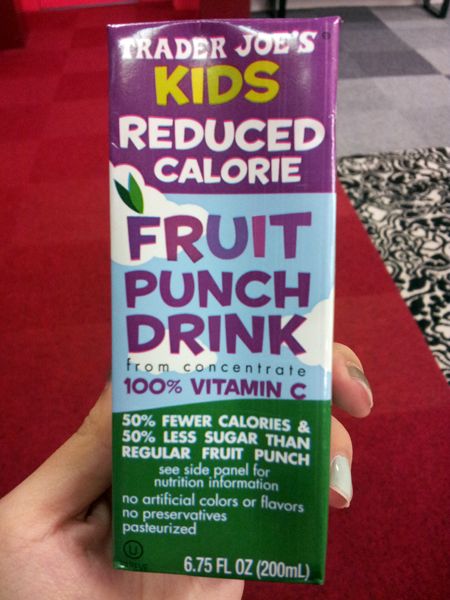 TRADER JOE'S
KIDS
REDUCED
CALORIE
FRUIT
PUNCH
DRINK
from concentrate
100% VITAMIN C
50% FEWER CALORIES &
50% LESS SUGAR THAN
REGULAR FRUIT PUNCH
see side panel for
nutrition information
no artificial colors or flavors
no preservatives
pasteurized
U
6.75 FL OZ (200mL)